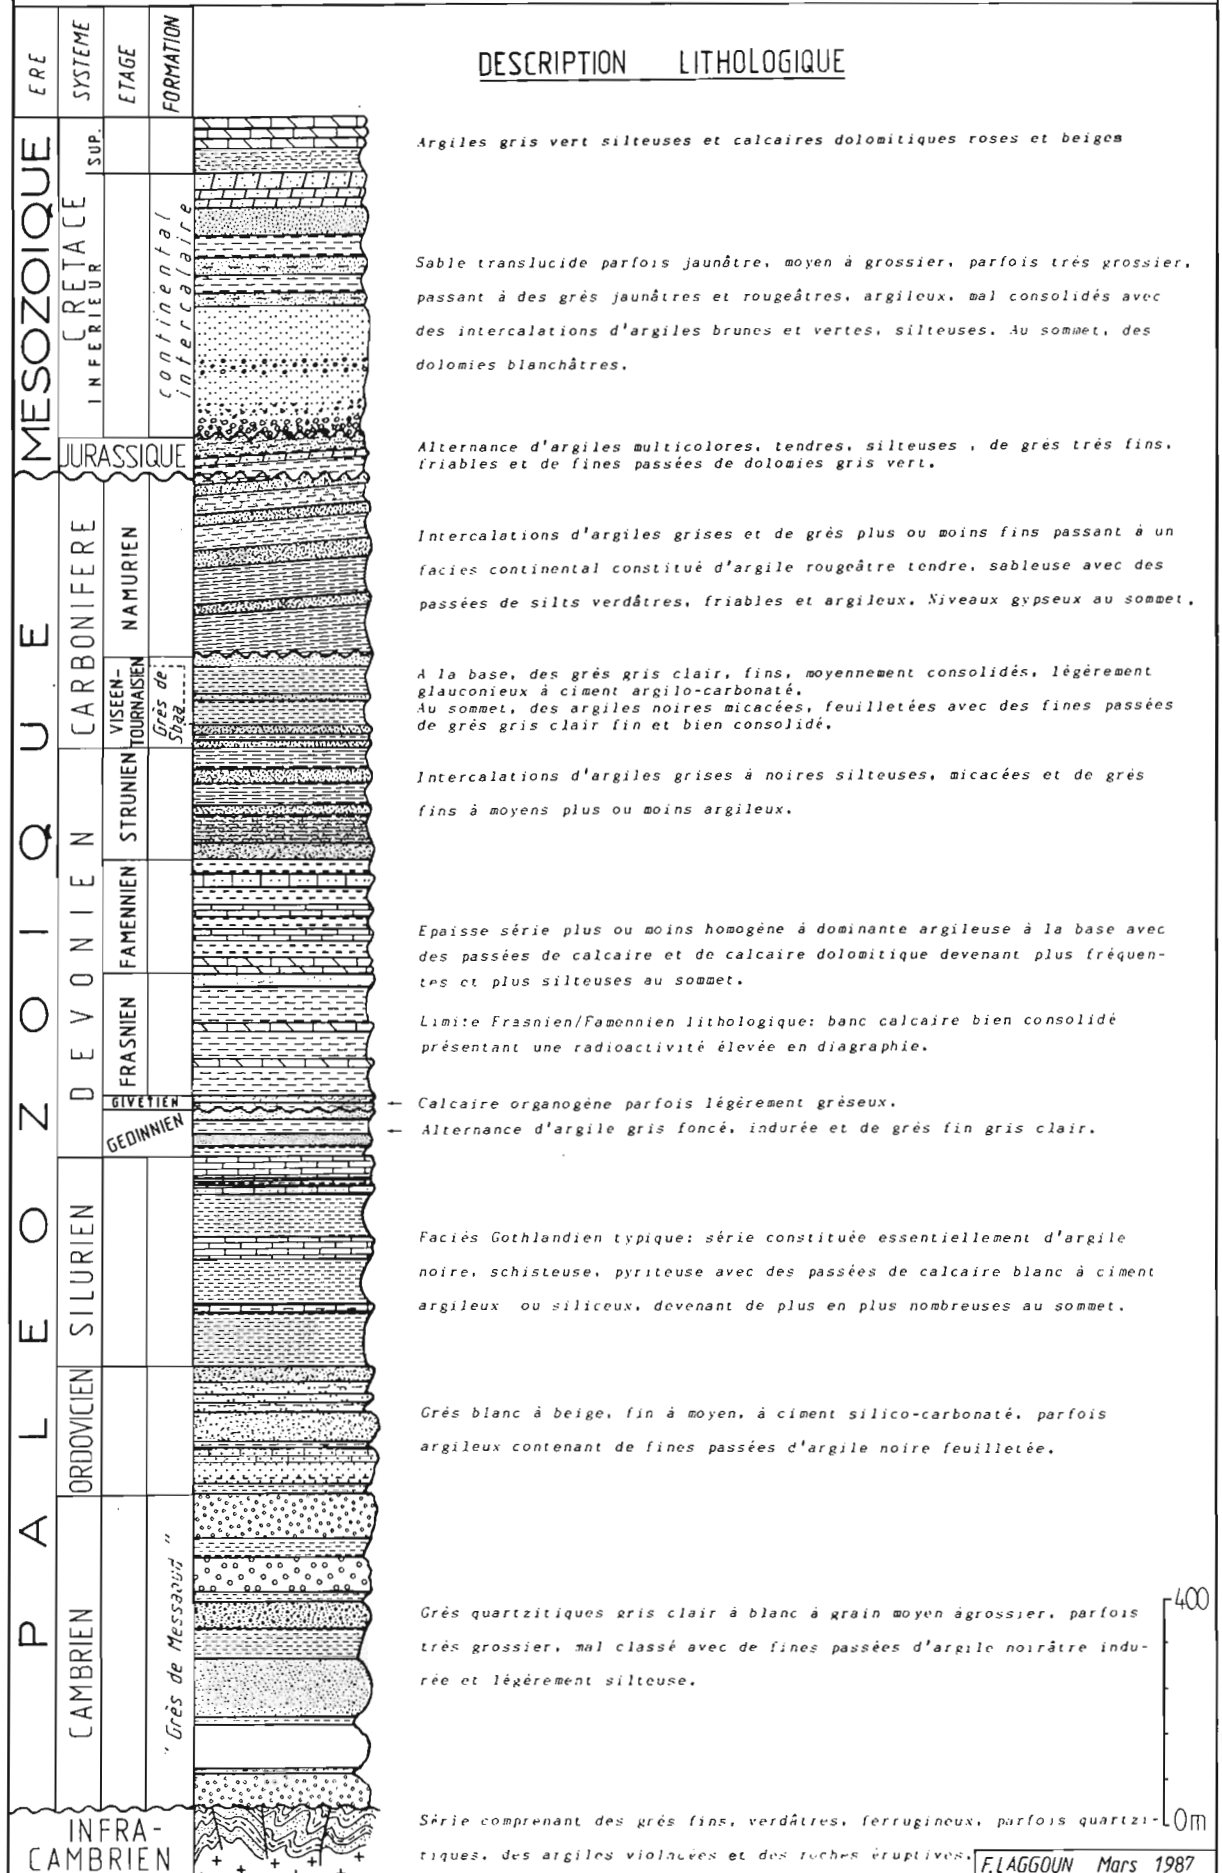 ERE
SYSTEME
ETAGE
FORMATION
DESCRIPTION LITHOLOGIQUE
MESOZOIQUE
CRETACE
SUP.
Argiles gris vert silteuses et calcaires dolomitiques roses et beiges
INFERIEUR
continental
intercalaire
Sable translucide parfois jaunâtre, moyen à grossier, parfois très grossier,
passant à des grès jaunâtres et rougeâtres, argileux, mal consolidés avec
des intercalations d'argiles brunes et vertes, silteuses. Au sommet, des
dolomies blanchâtres.
JURASSIQUE
Alternance d'argiles multicolores, tendres, silteuses , de grès très fins,
friables et de fines passées de dolomies gris vert.
PALEOZOIQUE
CARBONIFERE
NAMURIEN
Intercalations d'argiles grises et de grès plus ou moins fins passant à un
facies continental constitué d'argile rougeâtre tendre, sableuse avec des
passées de silts verdâtres, friables et argileux. Niveaux gypseux au sommet.
VISEEN-
TOURNAISIEN
Grès de
Sbaa
A la base, des grès gris clair, fins, moyennement consolidés, légèrement
glauconieux à ciment argilo-carbonaté.
Au sommet, des argiles noires micacées, feuilletées avec des fines passées
de grès gris clair fin et bien consolidé.
DEVONIEN
STRUNIEN
Intercalations d'argiles grises à noires silteuses, micacées et de grès
fins à moyens plus ou moins argileux.
FAMENNIEN
Epaisse série plus ou moins homogène à dominante argileuse à la base avec
des passées de calcaire et de calcaire dolomitique devenant plus fréquen-
tes et plus silteuses au sommet.
FRASNIEN
Limite Frasnien/Famennien lithologique: banc calcaire bien consolidé
présentant une radioactivité élevée en diagraphie.
GIVETIEN
← Calcaire organogène parfois légèrement gréseux.
GEDINNIEN
← Alternance d'argile gris foncé, indurée et de grès fin gris clair.
SILURIEN
Faciès Gothlandien typique: série constituée essentiellement d'argile
noire, schisteuse, pyriteuse avec des passées de calcaire blanc à ciment
argileux ou siliceux, devenant de plus en plus nombreuses au sommet.
ORDOVICIEN
Grès blanc à beige, fin à moyen, à ciment silico-carbonaté, parfois
argileux contenant de fines passées d'argile noire feuilletée.
CAMBRIEN
"Grès de Messaoud"
Grès quartzitiques gris clair à blanc à grain moyen àgrossier, parfois
très grossier, mal classé avec de fines passées d'argile noirâtre indu-
rée et légèrement silteuse.
400
0m
INFRA-
CAMBRIEN
Série comprenant des grès fins, verdâtres, ferrugineux, parfois quartzi-
tiques, des argiles violacées et des roches éruptives.
F.LAGGOUN Mars 1987